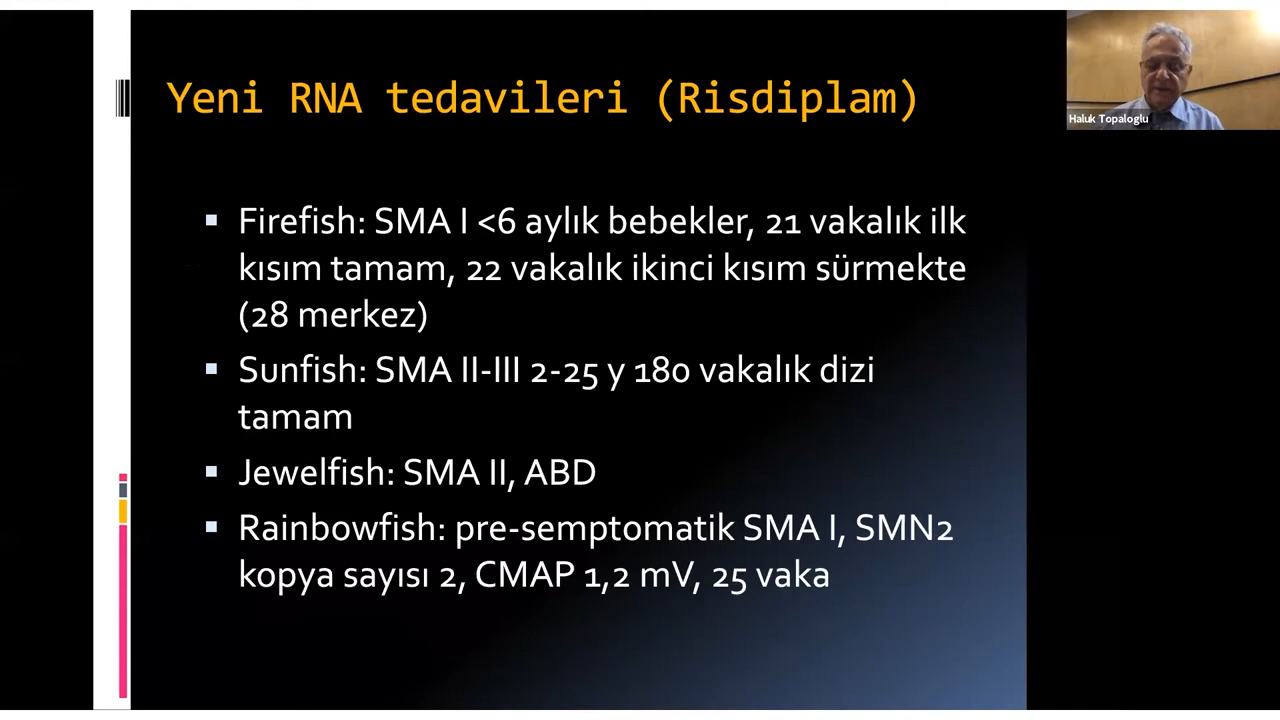 Yeni RNA tedavileri (Risdiplam)
Haluk Topaloglu
▪ Firefish: SMA I <6 aylık bebekler, 21 vakalık ilk
kısım tamam, 22 vakalık ikinci kısım sürmekte
(28 merkez)
▪ Sunfish: SMA II-III 2-25 y 180 vakalık dizi
tamam
▪ Jewelfish: SMA II, ABD
▪ Rainbowfish: pre-semptomatik SMA I, SMN2
kopya sayısı 2, CMAP 1,2 mV, 25 vaka